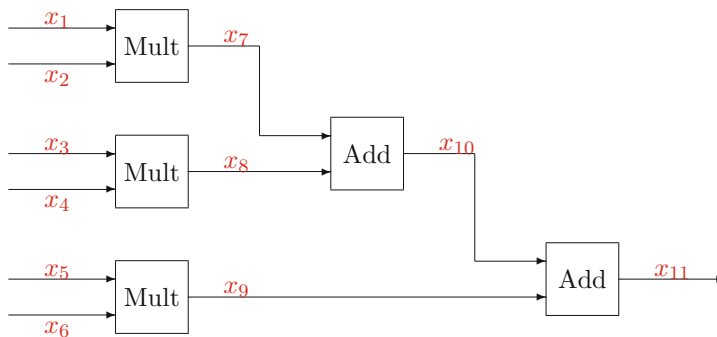 x₁
Mult
x₇
x₂
x₃
Mult
x₈
Add
x₁₀
x₄
x₅
Mult
x₉
Add
x₁₁
x₆